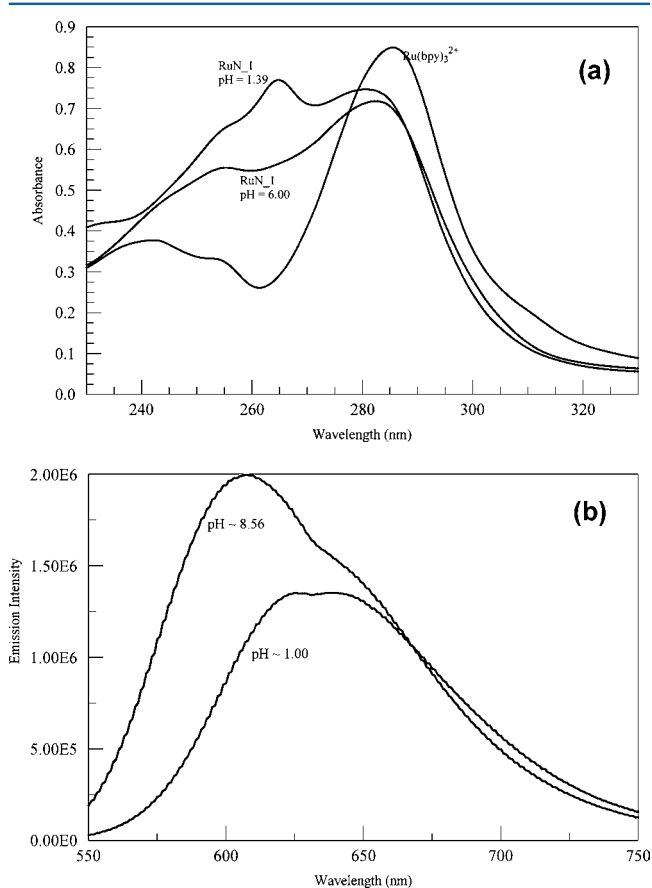 0.9
0.8
0.7
0.6
0.5
0.4
0.3
0.2
0.1
0.0
Absorbance
RuN_I
pH = 1.39
Ru(bpy)₃²⁺
(a)
RuN_I
pH = 6.00
240 260 280 300 320
Wavelength (nm)
2.00E6
1.50E6
1.00E6
5.00E5
0.00E0
Emission Intensity
(b)
pH ~ 8.56
pH ~ 1.00
550 600 650 700 750
Wavelength (nm)